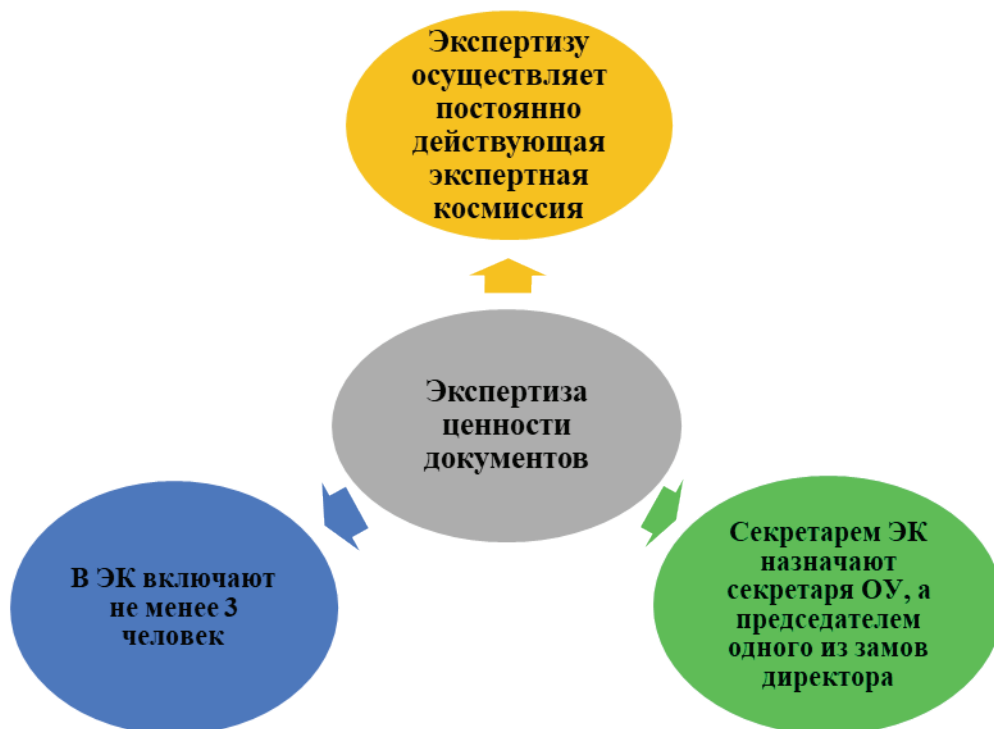 Экспертизу
осуществляет
постоянно
действующая
экспертная
космиссия
Экспертиза
ценности
документов
В ЭК включают
не менее 3
человек
Секретарем ЭК
назначают
секретаря ОУ, а
председателем
одного из замов
директора